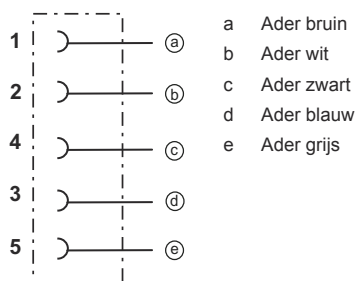 1 a
2 b
4 c
3 d
5 e
a Ader bruin
b Ader wit
c Ader zwart
d Ader blauw
e Ader grijs